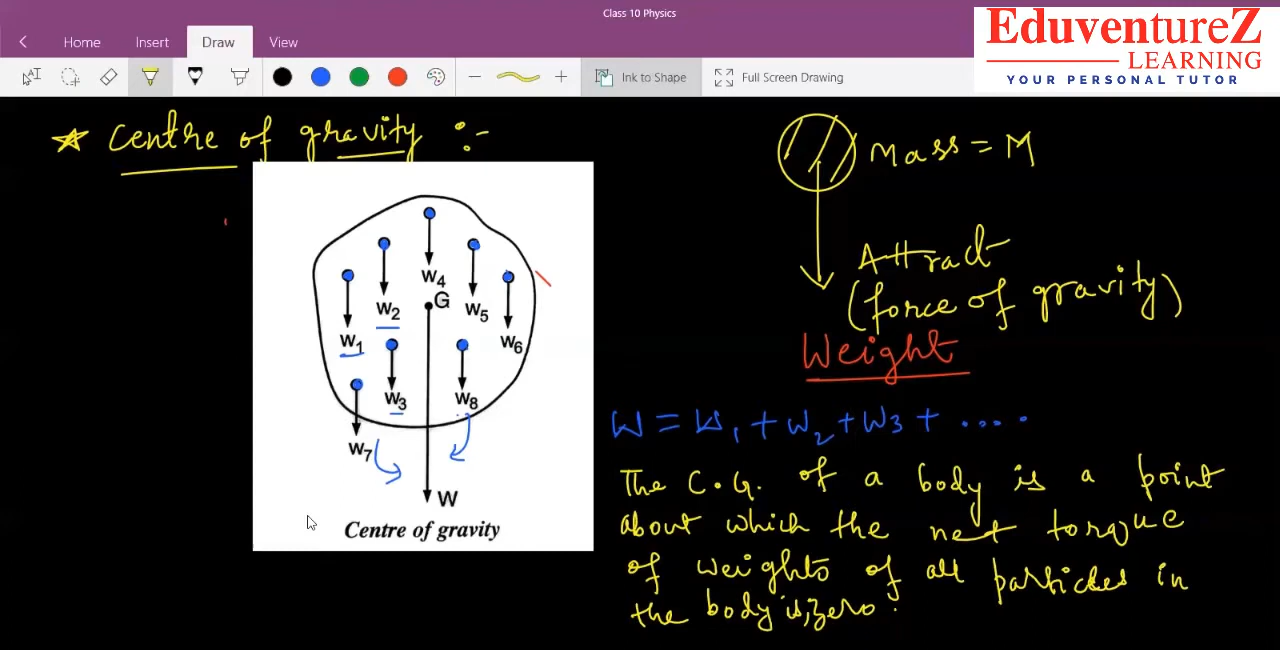 Class 10 Physics
Home Insert Draw View
EduventureZ
LEARNING
YOUR PERSONAL TUTOR
Ink to Shape Full Screen Drawing
Centre of gravity :-
Mass = M
Attract
(force of gravity)
Weight
W4
W2 G W5
W1 W6
W3 W8
W7
W
Centre of gravity
W = W1 + W2 + W3 + .....
The C.G. of a body is a point
about which the net torque
of weights of all particles in
the body is, zero.